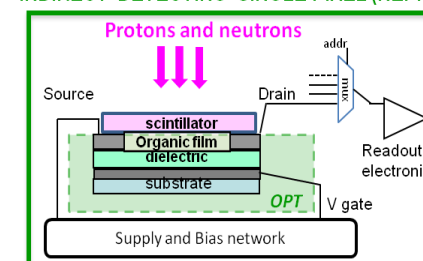 Protons and neutrons
addr
Source
Drain
mux
scintillator
Organic film
dielectric
substrate
Readout
OPT
V gate
Supply and Bias network